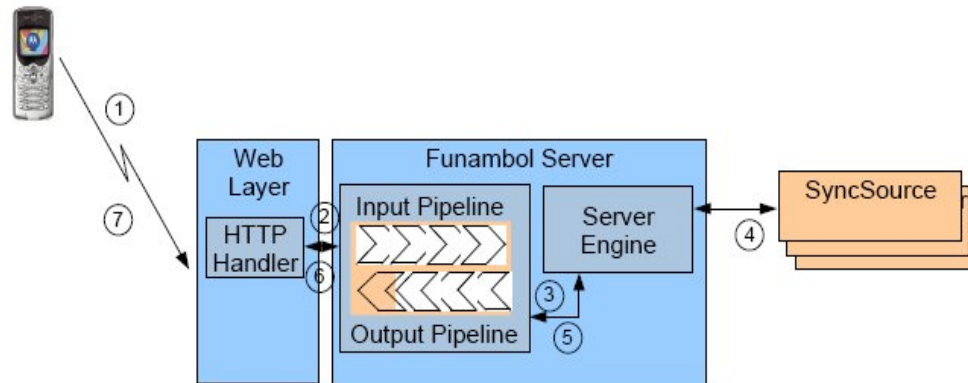 1
7
Web
Layer
HTTP
Handler
2
6
Funambol Server
Input Pipeline
Output Pipeline
Server
Engine
3
5
4
SyncSource